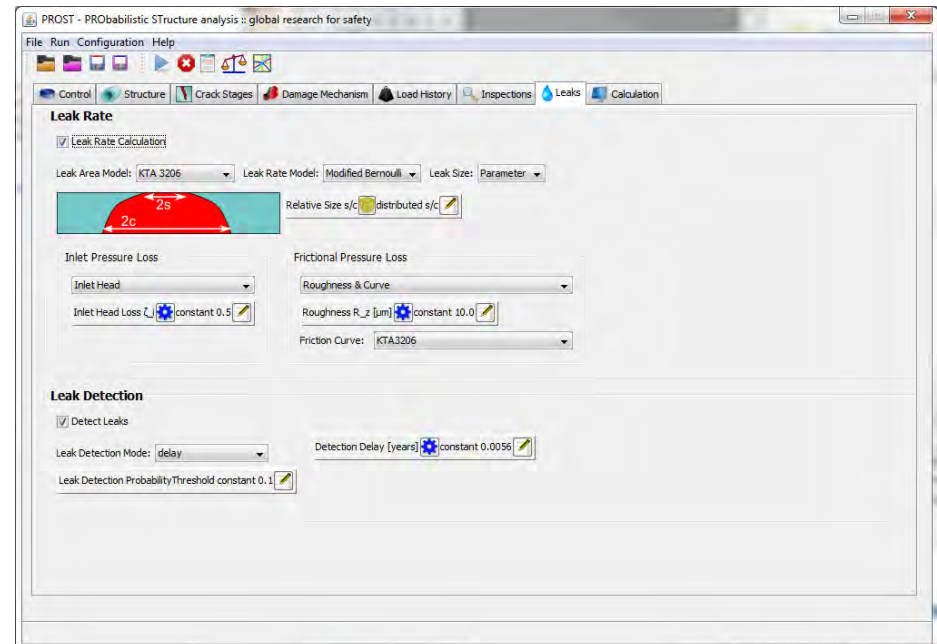 PROST - PRObabilistic STructure analysis :: global research for safety
File Run Configuration Help
Control Structure Crack Stages Damage Mechanism Load History Inspections Leaks Calculation
Leak Rate
Leak Rate Calculation
Leak Area Model: KTA 3206 Leak Rate Model: Modified Bernoulli Leak Size: Parameter
2s
Relative Size s/c distributed s/c
2c
Inlet Pressure Loss Frictional Pressure Loss
Inlet Head Roughness & Curve
Inlet Head Loss ζ_i constant 0.5 Roughness R_z [µm] constant 10.0
Friction Curve: KTA3206
Leak Detection
Detect Leaks
Leak Detection Mode: delay Detection Delay [years] constant 0.0056
Leak Detection ProbabilityThreshold constant 0.1